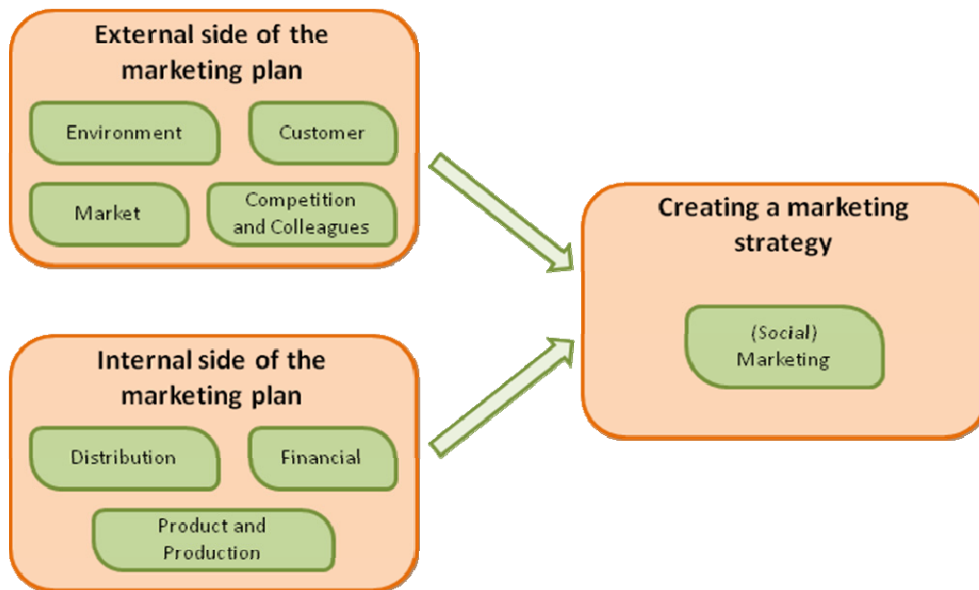 External side of the
marketing plan
Environment
Customer
Market
Competition
and Colleagues
Internal side of the
marketing plan
Distribution
Financial
Product and
Production
Creating a marketing
strategy
(Social)
Marketing